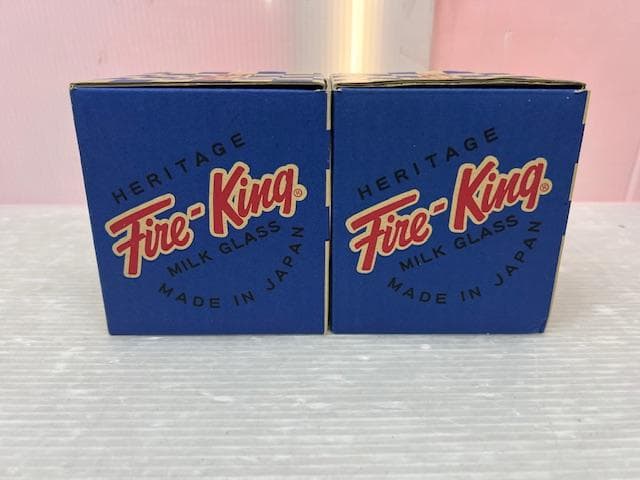 HERITAGE
Fire-King®
MILK GLASS
MADE IN JAPAN
HERITAGE
Fire-King®
MILK GLASS
MADE IN JAPAN